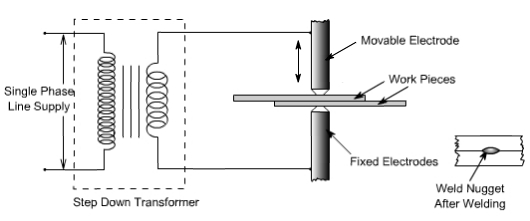 Movable Electrode
Work Pieces
Single Phase
Line Supply
Fixed Electrodes
Weld Nugget
After Welding
Step Down Transformer